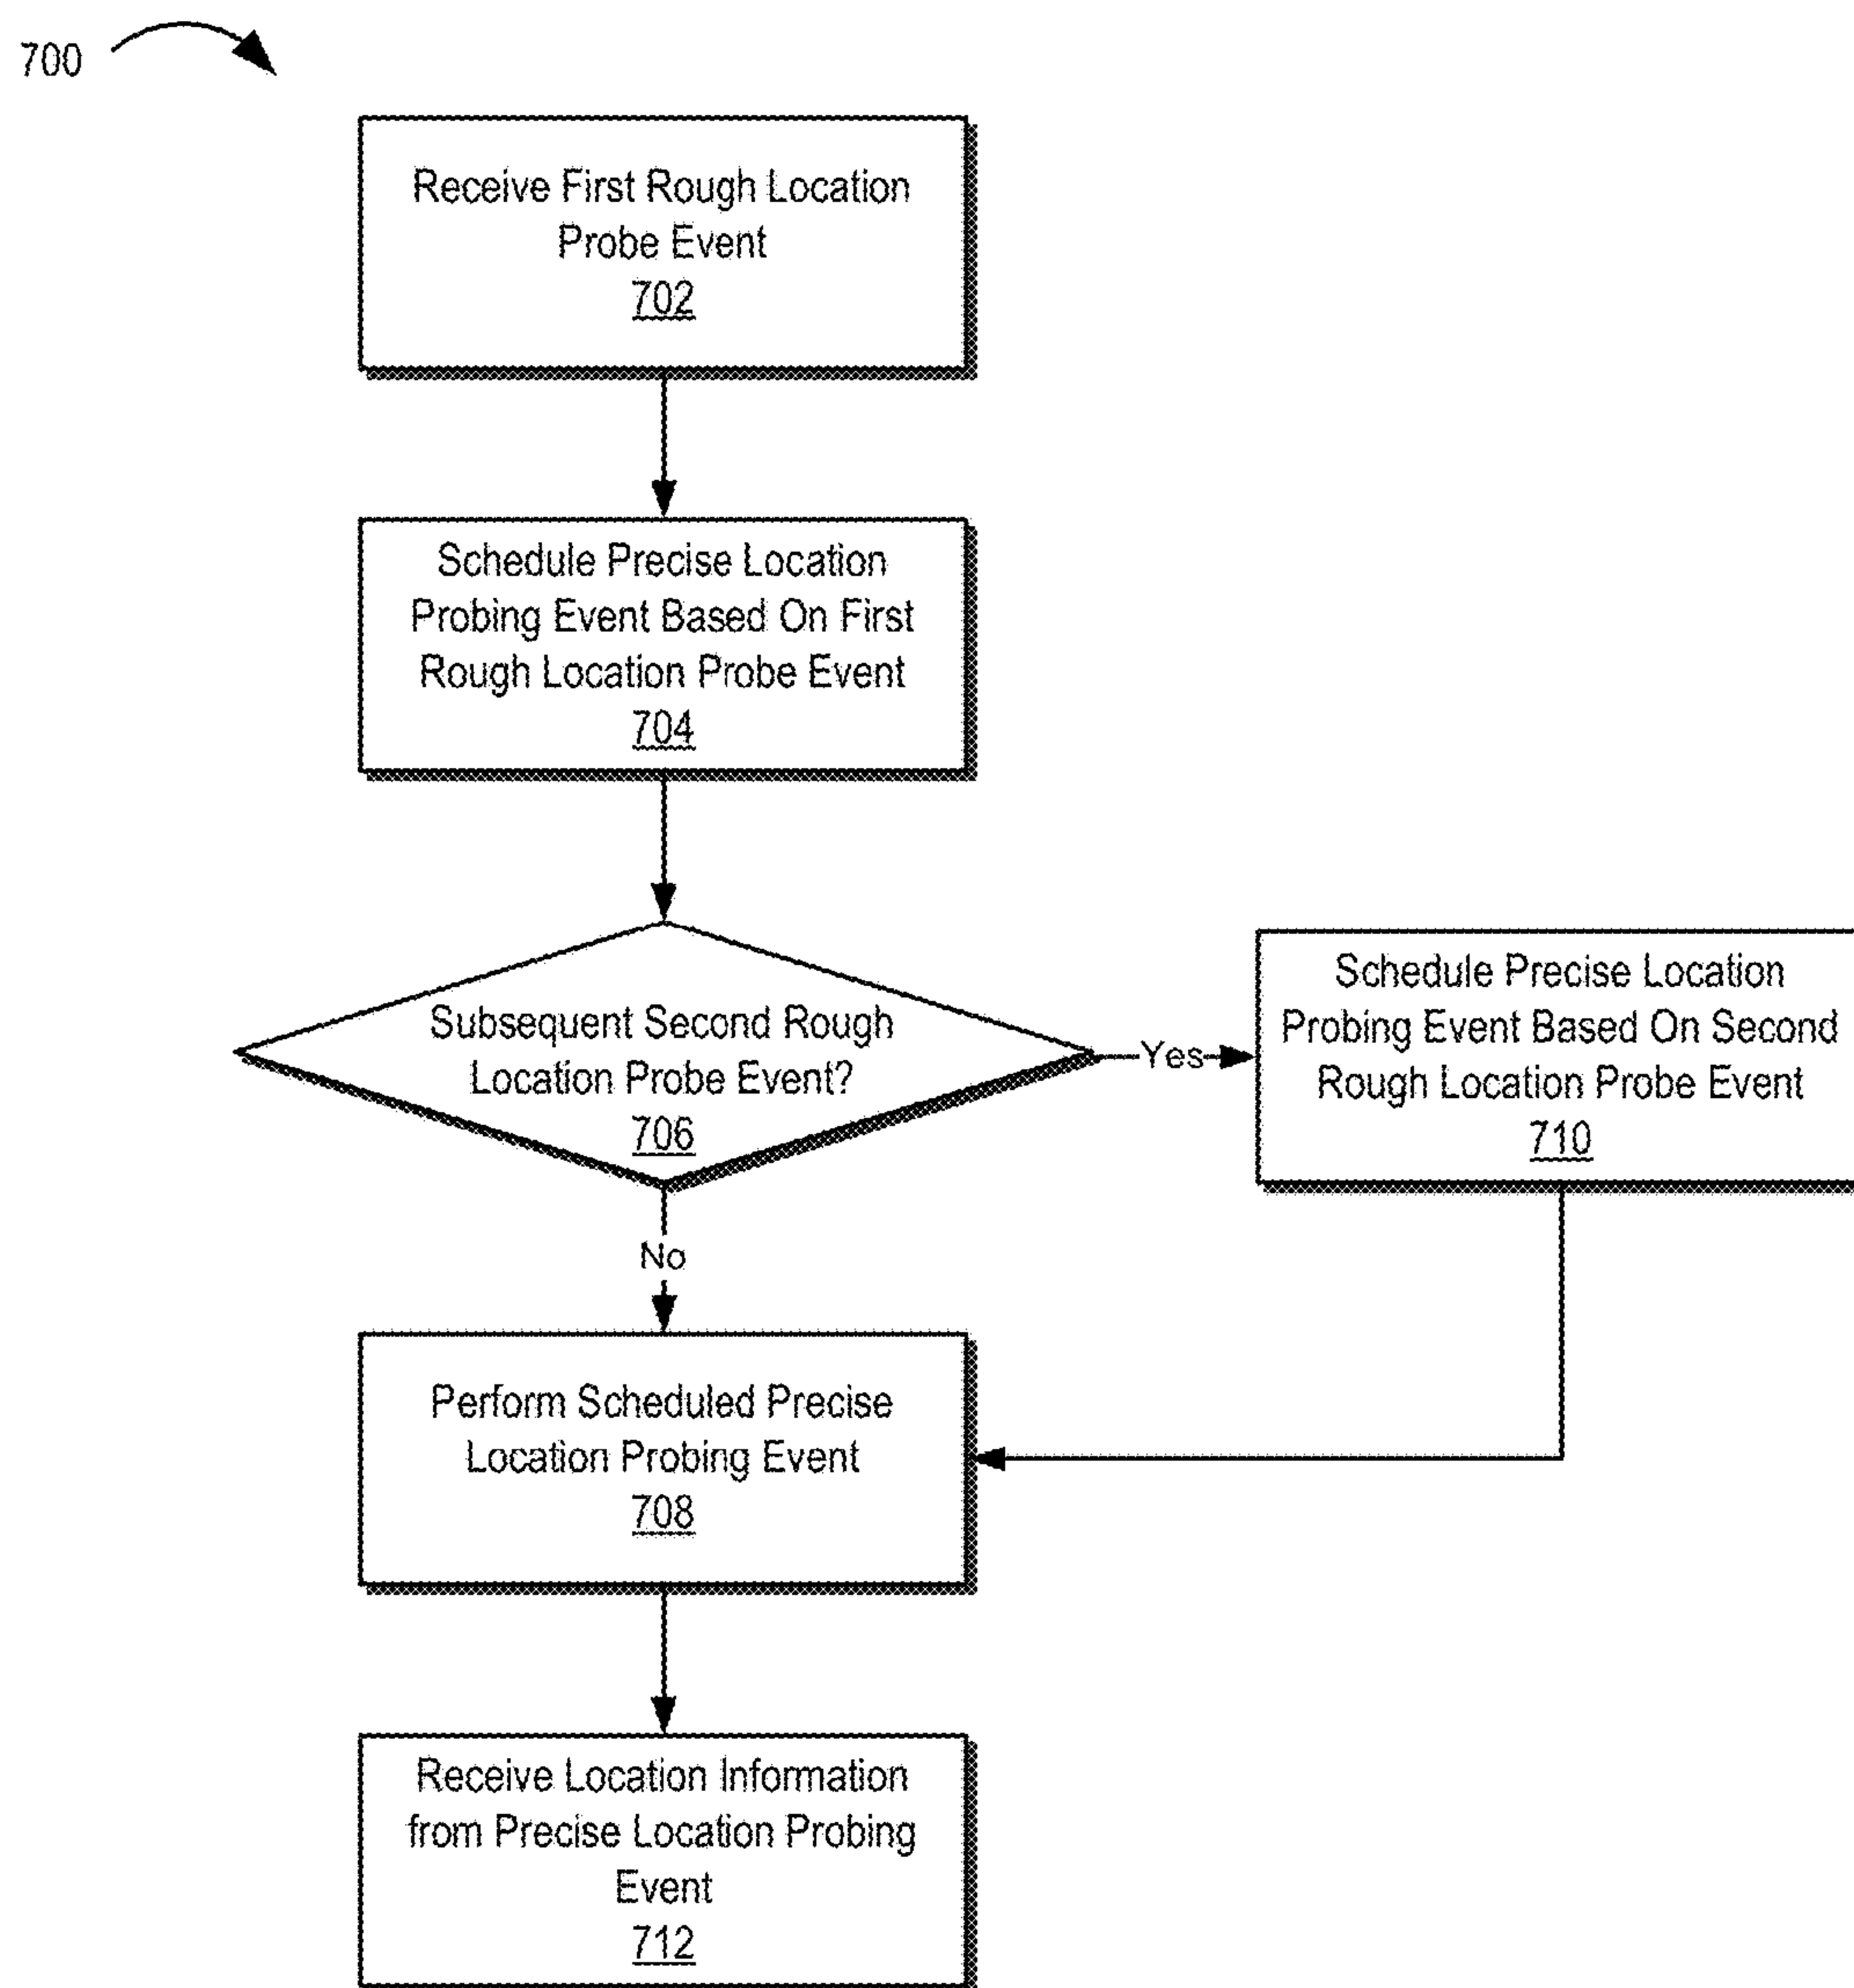 700
Receive First Rough Location
Probe Event
702
Schedule Precise Location
Probing Event Based On First
Rough Location Probe Event
704
Subsequent Second Rough
Location Probe Event?
706
Yes
Schedule Precise Location
Probing Event Based On Second
Rough Location Probe Event
710
No
Perform Scheduled Precise
Location Probing Event
708
Receive Location Information
from Precise Location Probing
Event
712